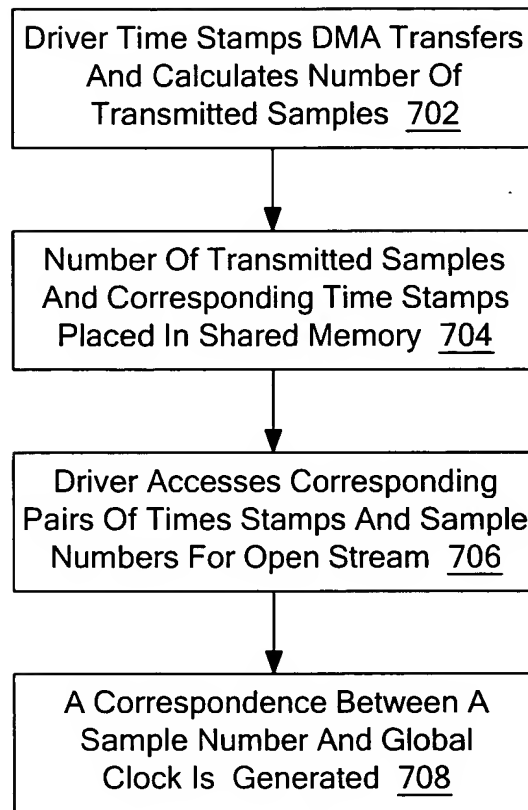 Driver Time Stamps DMA Transfers
And Calculates Number Of
Transmitted Samples 702
Number Of Transmitted Samples
And Corresponding Time Stamps
Placed In Shared Memory 704
Driver Accesses Corresponding
Pairs Of Times Stamps And Sample
Numbers For Open Stream 706
A Correspondence Between A
Sample Number And Global
Clock Is Generated 708